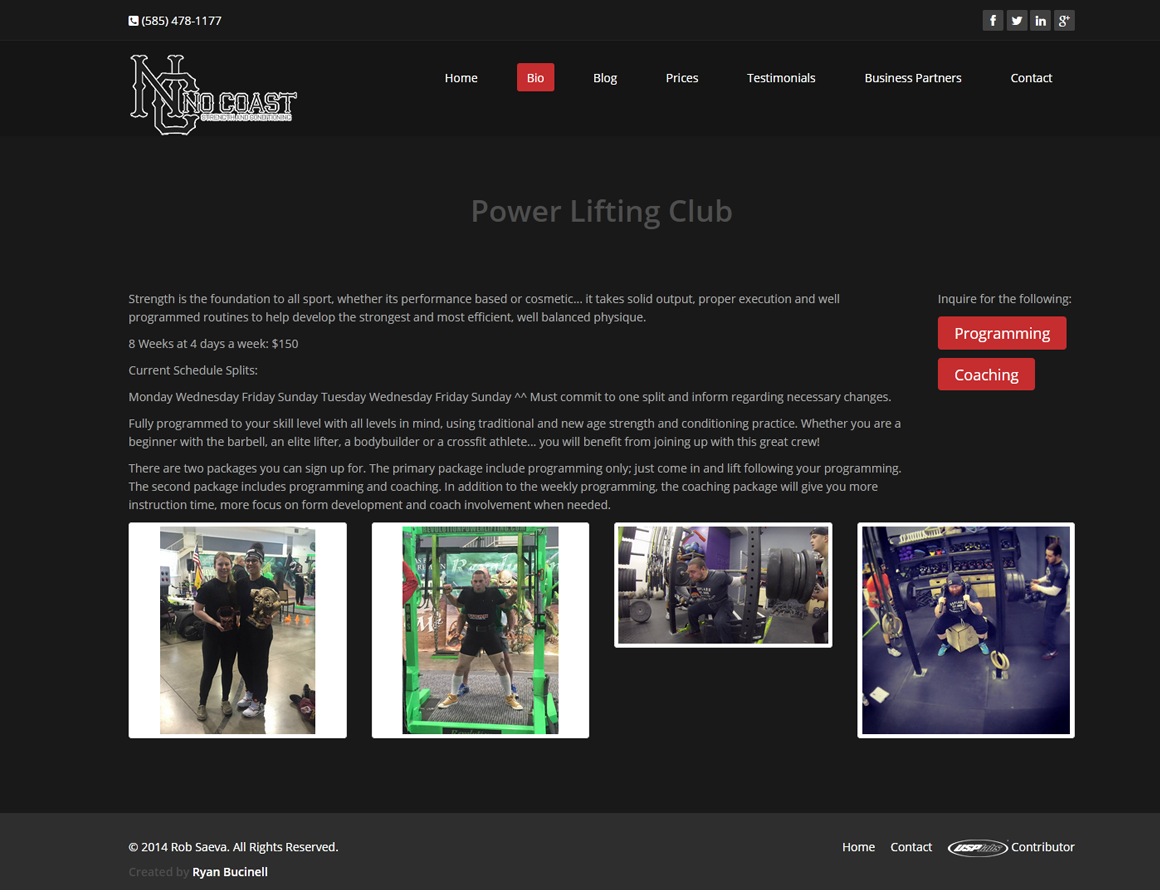 (585) 478-1177
NC NO COAST
STRENGTH AND CONDITIONING
Home Bio Blog Prices Testimonials Business Partners Contact
Power Lifting Club
Strength is the foundation to all sport, whether its performance based or cosmetic... it takes solid output, proper execution and well
programmed routines to help develop the strongest and most efficient, well balanced physique.
8 Weeks at 4 days a week: $150
Current Schedule Splits:
Monday Wednesday Friday Sunday Tuesday Wednesday Friday Sunday ^^ Must commit to one split and inform regarding necessary changes.
Fully programmed to your skill level with all levels in mind, using traditional and new age strength and conditioning practice. Whether you are a
beginner with the barbell, an elite lifter, a bodybuilder or a crossfit athlete... you will benefit from joining up with this great crew!
There are two packages you can sign up for. The primary package include programming only; just come in and lift following your programming.
The second package includes programming and coaching. In addition to the weekly programming, the coaching package will give you more
instruction time, more focus on form development and coach involvement when needed.
Inquire for the following:
Programming
Coaching
© 2014 Rob Saeva. All Rights Reserved.
Created by Ryan Bucinell
Home Contact USPlabs Contributor